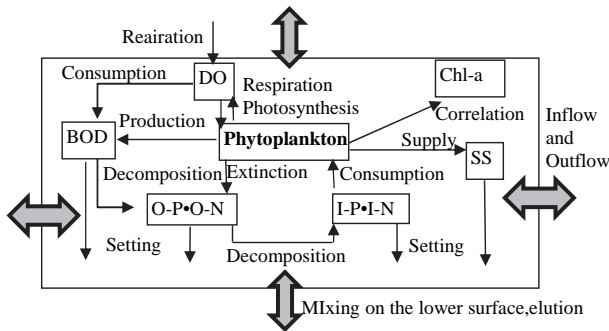 Reairation
Consumption
DO
Respiration
Photosynthesis
Chl-a
Correlation
Production
BOD
Phytoplankton
Supply
SS
Inflow
and
Outflow
Decomposition
Extinction
Consumption
O-P•O-N
I-P•I-N
Setting
Decomposition
Setting
MIxing on the lower surface,elution